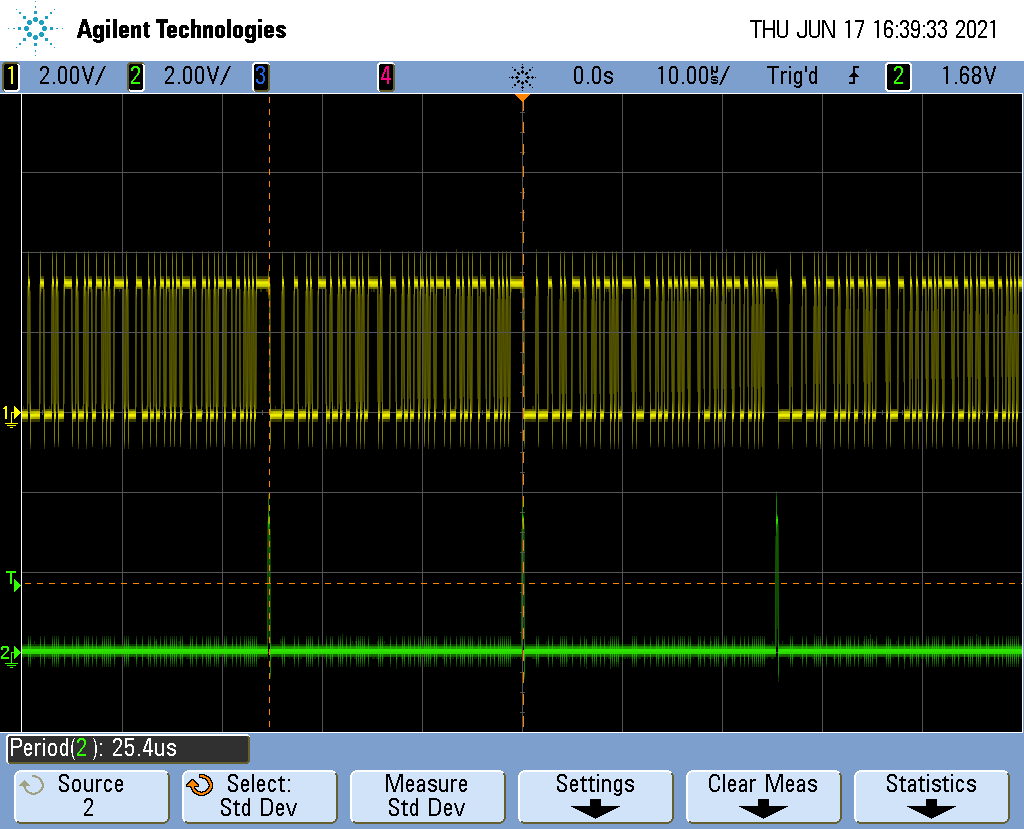 Agilent Technologies THU JUN 17 16:39:33 2021
1 2.00V/ 2 2.00V/ 3 4 0.0s 10.00µs/ Trig'd 2 1.68V
1
T
2
Period(2): 25.4us
Source Select: Measure Settings Clear Meas Statistics
2 Std Dev Std Dev